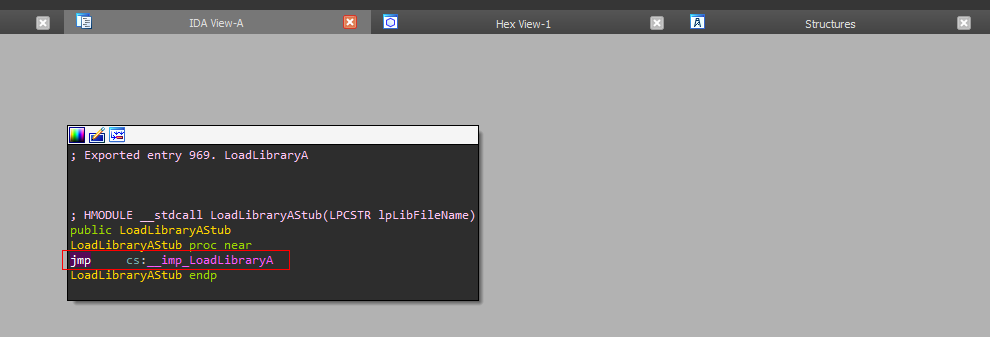 IDA View-A
Hex View-1
Structures
; Exported entry 969. LoadLibraryA
; HMODULE __stdcall LoadLibraryAStub(LPCSTR lpLibFileName)
public LoadLibraryAStub
LoadLibraryAStub proc near
jmp     cs:__imp_LoadLibraryA
LoadLibraryAStub endp